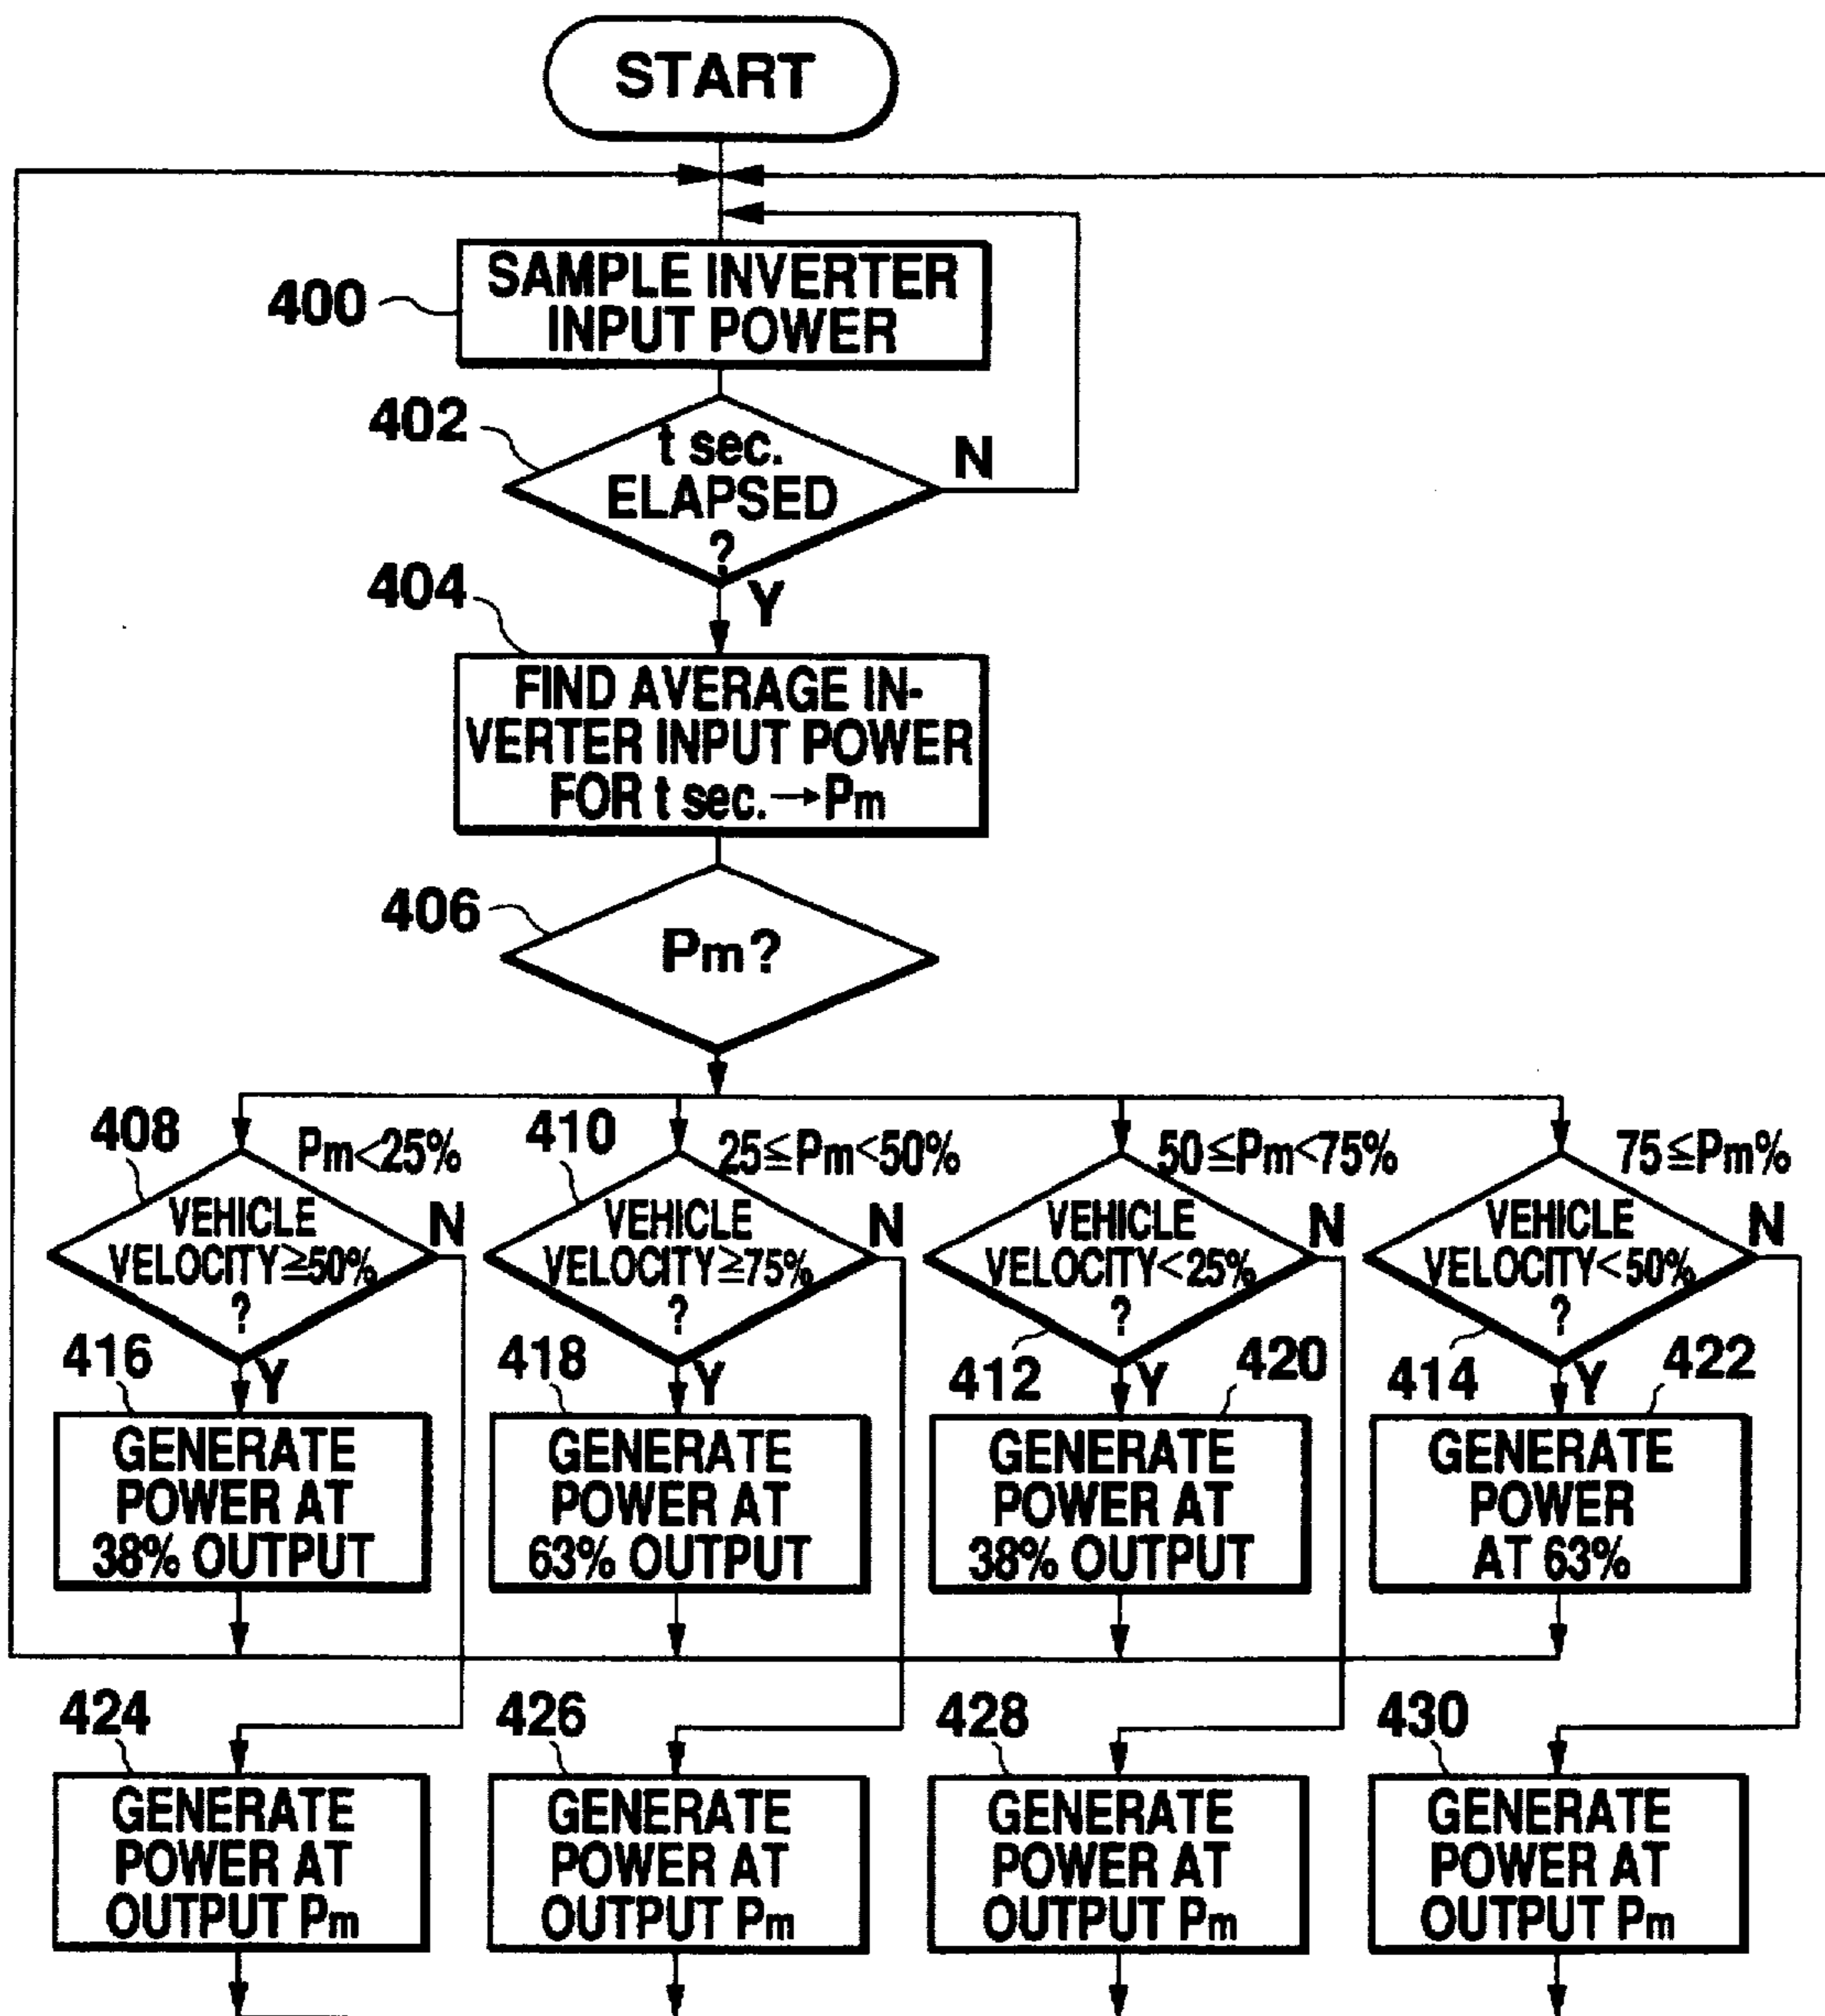 START
400
SAMPLE INVERTER
INPUT POWER
402
t sec.
ELAPSED
?
N
Y
404
FIND AVERAGE IN-
VERTER INPUT POWER
FOR t sec.→Pm
406
Pm?
408
Pm<25%
410
25≦Pm<50%
50≦Pm<75%
75≦Pm%
VEHICLE
VELOCITY≧50%
?
N
Y
VEHICLE
VELOCITY≧75%
?
N
Y
VEHICLE
VELOCITY<25%
?
N
Y
412
VEHICLE
VELOCITY<50%
?
N
Y
414
416
GENERATE
POWER AT
38% OUTPUT
418
GENERATE
POWER AT
63% OUTPUT
420
GENERATE
POWER AT
38% OUTPUT
422
GENERATE
POWER
AT 63%
424
GENERATE
POWER AT
OUTPUT Pm
426
GENERATE
POWER AT
OUTPUT Pm
428
GENERATE
POWER AT
OUTPUT Pm
430
GENERATE
POWER AT
OUTPUT Pm